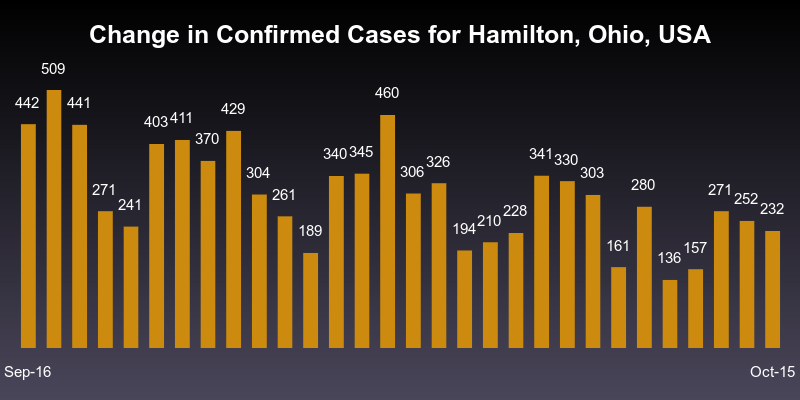 Change in Confirmed Cases for Hamilton, Ohio, USA
442 509 441 271 241 403 411 370 429 304 261 189 340 345 460 306 326 194 210 228 341 330 303 161 280 136 157 271 252 232
Sep-16 Oct-15